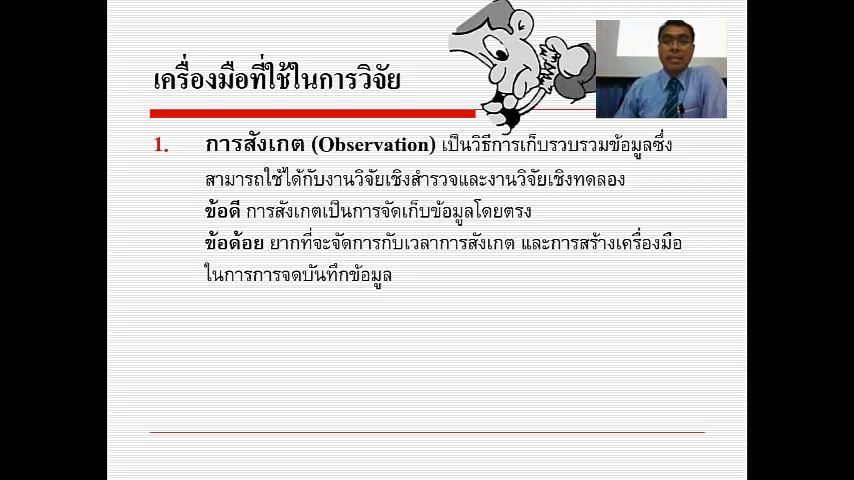 เครื่องมือที่ใช้ในการวิจัย
1. การสังเกต (Observation) เป็นวิธีการเก็บรวบรวมข้อมูลซึ่ง
สามารถใช้ได้กับงานวิจัยเชิงสำรวจและงานวิจัยเชิงทดลอง
ข้อดี การสังเกตเป็นการจัดเก็บข้อมูลโดยตรง
ข้อด้อย ยากที่จะจัดการกับเวลาการสังเกต และการสร้างเครื่องมือ
ในการการจดบันทึกข้อมูล